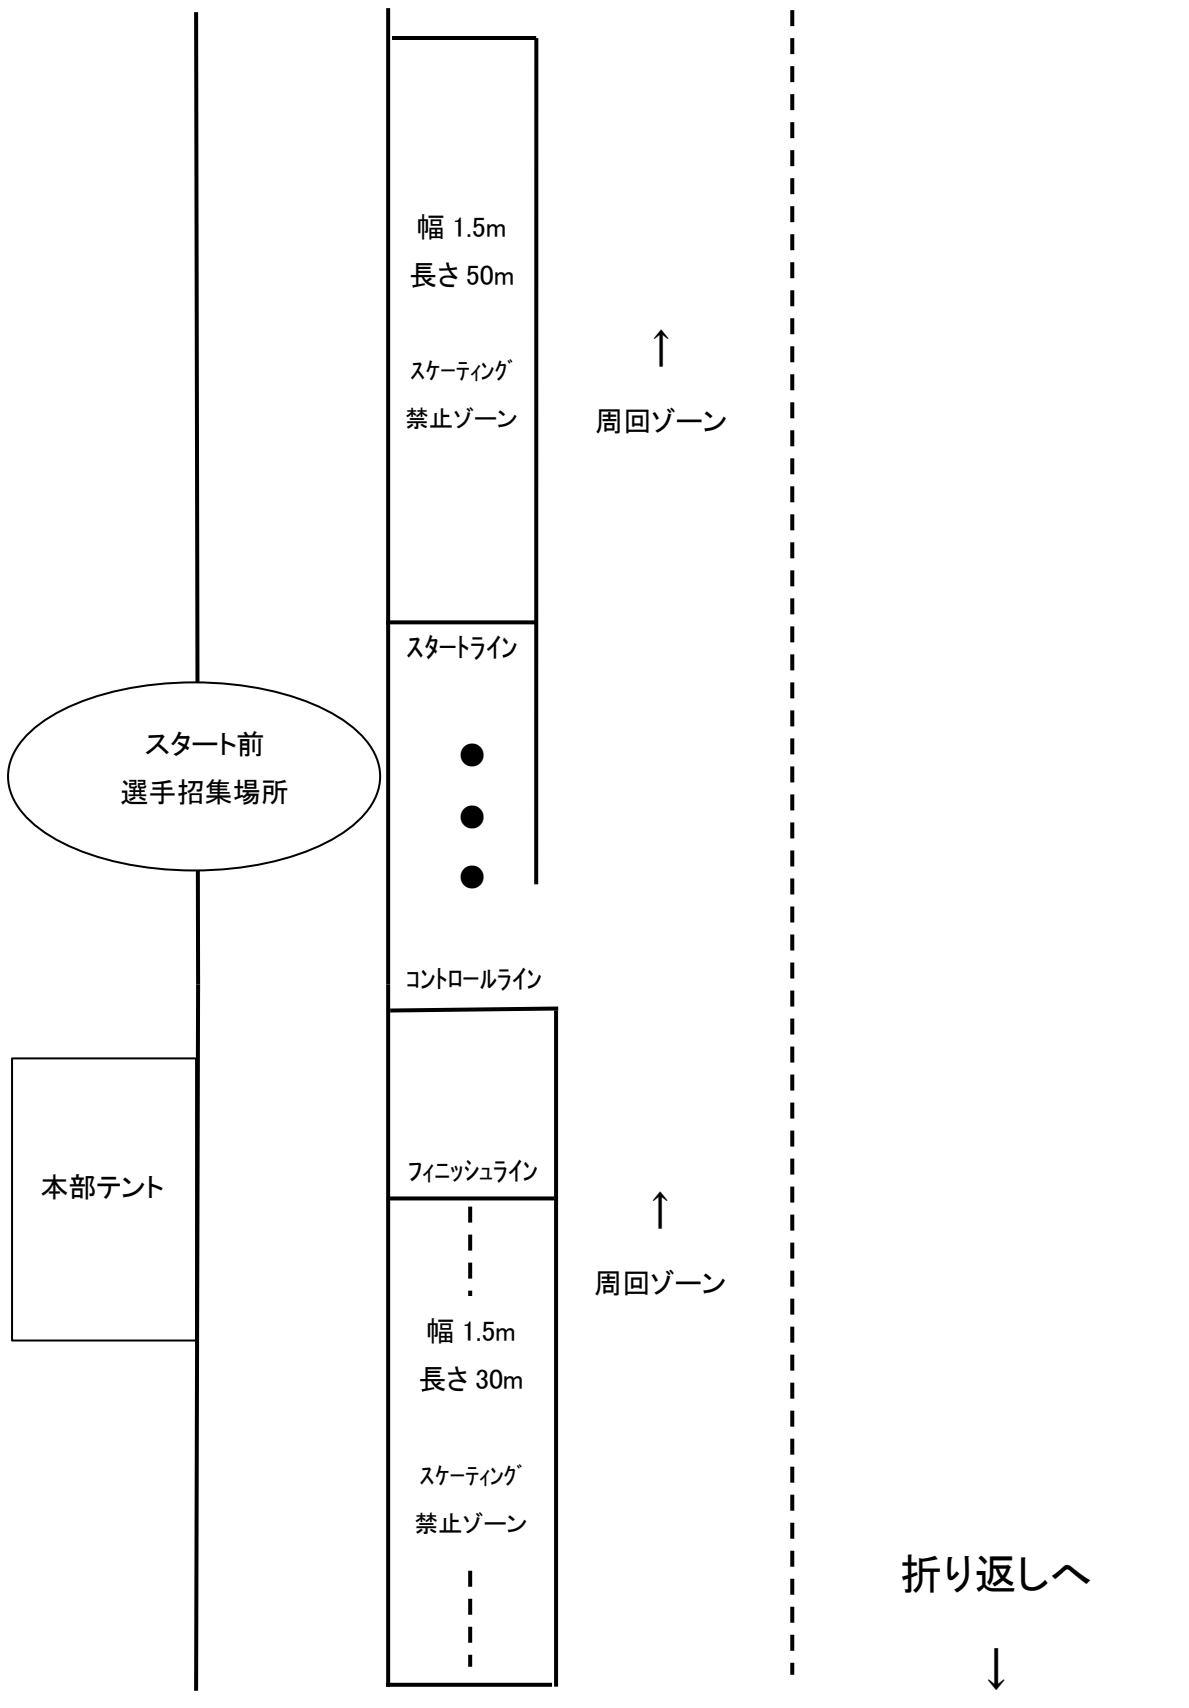 幅 1.5m
長さ 50m
ｽｹｰﾃｨﾝｸﾞ
禁止ゾーン
↑
周回ゾーン
ｽﾀｰﾄﾗｲﾝ
スタート前
選手招集場所
●
●
●
ｺﾝﾄﾛｰﾙﾗｲﾝ
ﾌｨﾆｯｼｭﾗｲﾝ
本部テント
↑
周回ゾーン
幅 1.5m
長さ 30m
ｽｹｰﾃｨﾝｸﾞ
禁止ゾーン
折り返しへ
↓